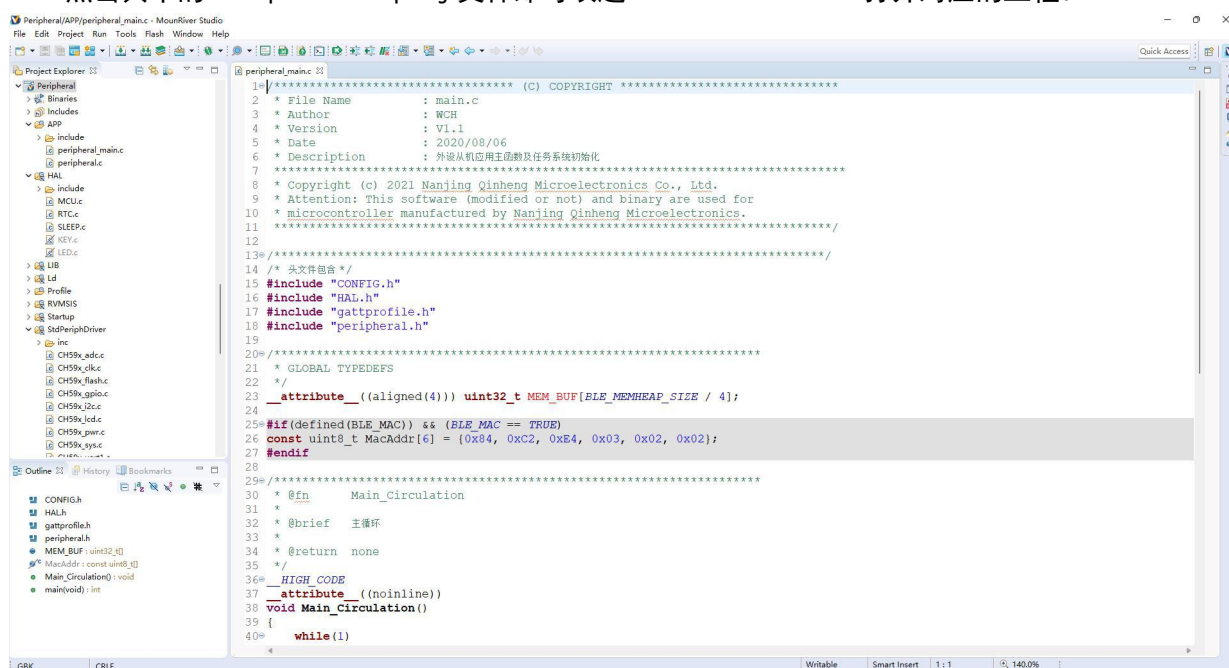 Peripheral/APP/peripheral_main.c - MounRiver Studio
File Edit Project Run Tools Flash Window Help
Quick Access
Project Explorer
Peripheral
Binaries
Includes
APP
include
peripheral_main.c
peripheral.c
HAL
include
MCU.c
RTC.c
SLEEP.c
KEY.c
LED.c
LIB
Ld
Profile
RVMSIS
Startup
StdPeriphDriver
inc
CH59x_adc.c
CH59x_clk.c
CH59x_flash.c
CH59x_gpio.c
CH59x_i2c.c
CH59x_lcd.c
CH59x_pwr.c
CH59x_sys.c
Outline History Bookmarks
CONFIG.h
HAL.h
gattprofile.h
peripheral.h
MEM_BUF : uint32_t[]
MacAddr : const uint8_t[]
Main_Circulation() : void
main(void) : int
peripheral_main.c
1 /********************************** (C) COPYRIGHT *******************************
2 * File Name : main.c
3 * Author : WCH
4 * Version : V1.1
5 * Date : 2020/08/06
6 * Description : 外设从机应用主函数及任务系统初始化
7 *********************************************************************************
8 * Copyright (c) 2021 Nanjing Qinheng Microelectronics Co., Ltd.
9 * Attention: This software (modified or not) and binary are used for
10 * microcontroller manufactured by Nanjing Qinheng Microelectronics.
11 *******************************************************************************/
12
13 /******************************************************************************/
14 /* 头文件包含 */
15 #include "CONFIG.h"
16 #include "HAL.h"
17 #include "gattprofile.h"
18 #include "peripheral.h"
19
20 /*********************************************************************
21 * GLOBAL TYPEDEFS
22 */
23 __attribute__((aligned(4))) uint32_t MEM_BUF[BLE_MEMHEAP_SIZE / 4];
24
25 #if(defined(BLE_MAC)) && (BLE_MAC == TRUE)
26 const uint8_t MacAddr[6] = {0x84, 0xC2, 0xE4, 0x03, 0x02, 0x02};
27 #endif
28
29 /*********************************************************************
30 * @fn Main_Circulation
31 *
32 * @brief 主循环
33 *
34 * @return none
35 */
36 __HIGH_CODE
37 __attribute__((noinline))
38 void Main_Circulation()
39 {
40 while(1)
GBK CRLF Writable Smart Insert 1 : 1 140.0%